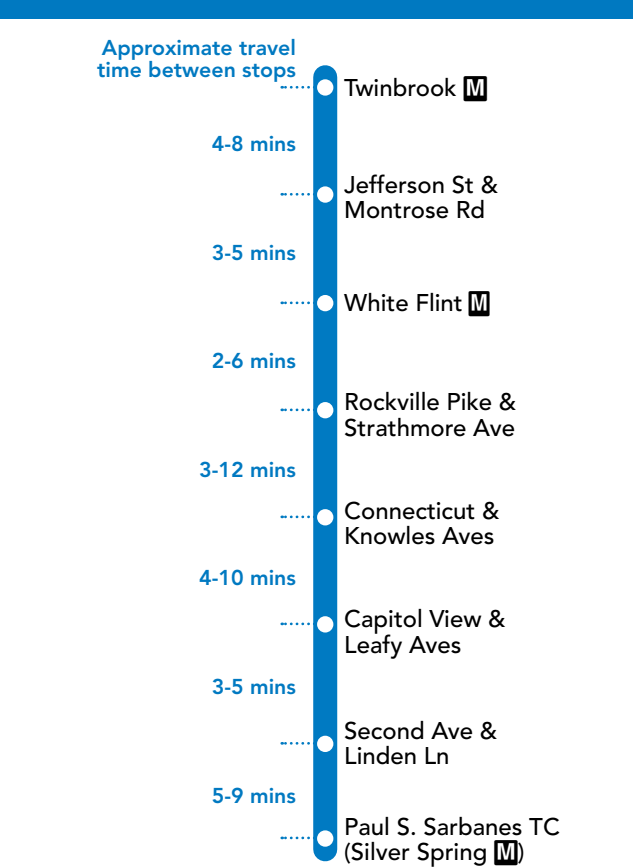 Approximate travel
time between stops
Twinbrook M
4-8 mins
Jefferson St &
Montrose Rd
3-5 mins
White Flint M
2-6 mins
Rockville Pike &
Strathmore Ave
3-12 mins
Connecticut &
Knowles Aves
4-10 mins
Capitol View &
Leafy Aves
3-5 mins
Second Ave &
Linden Ln
5-9 mins
Paul S. Sarbanes TC
(Silver Spring M)